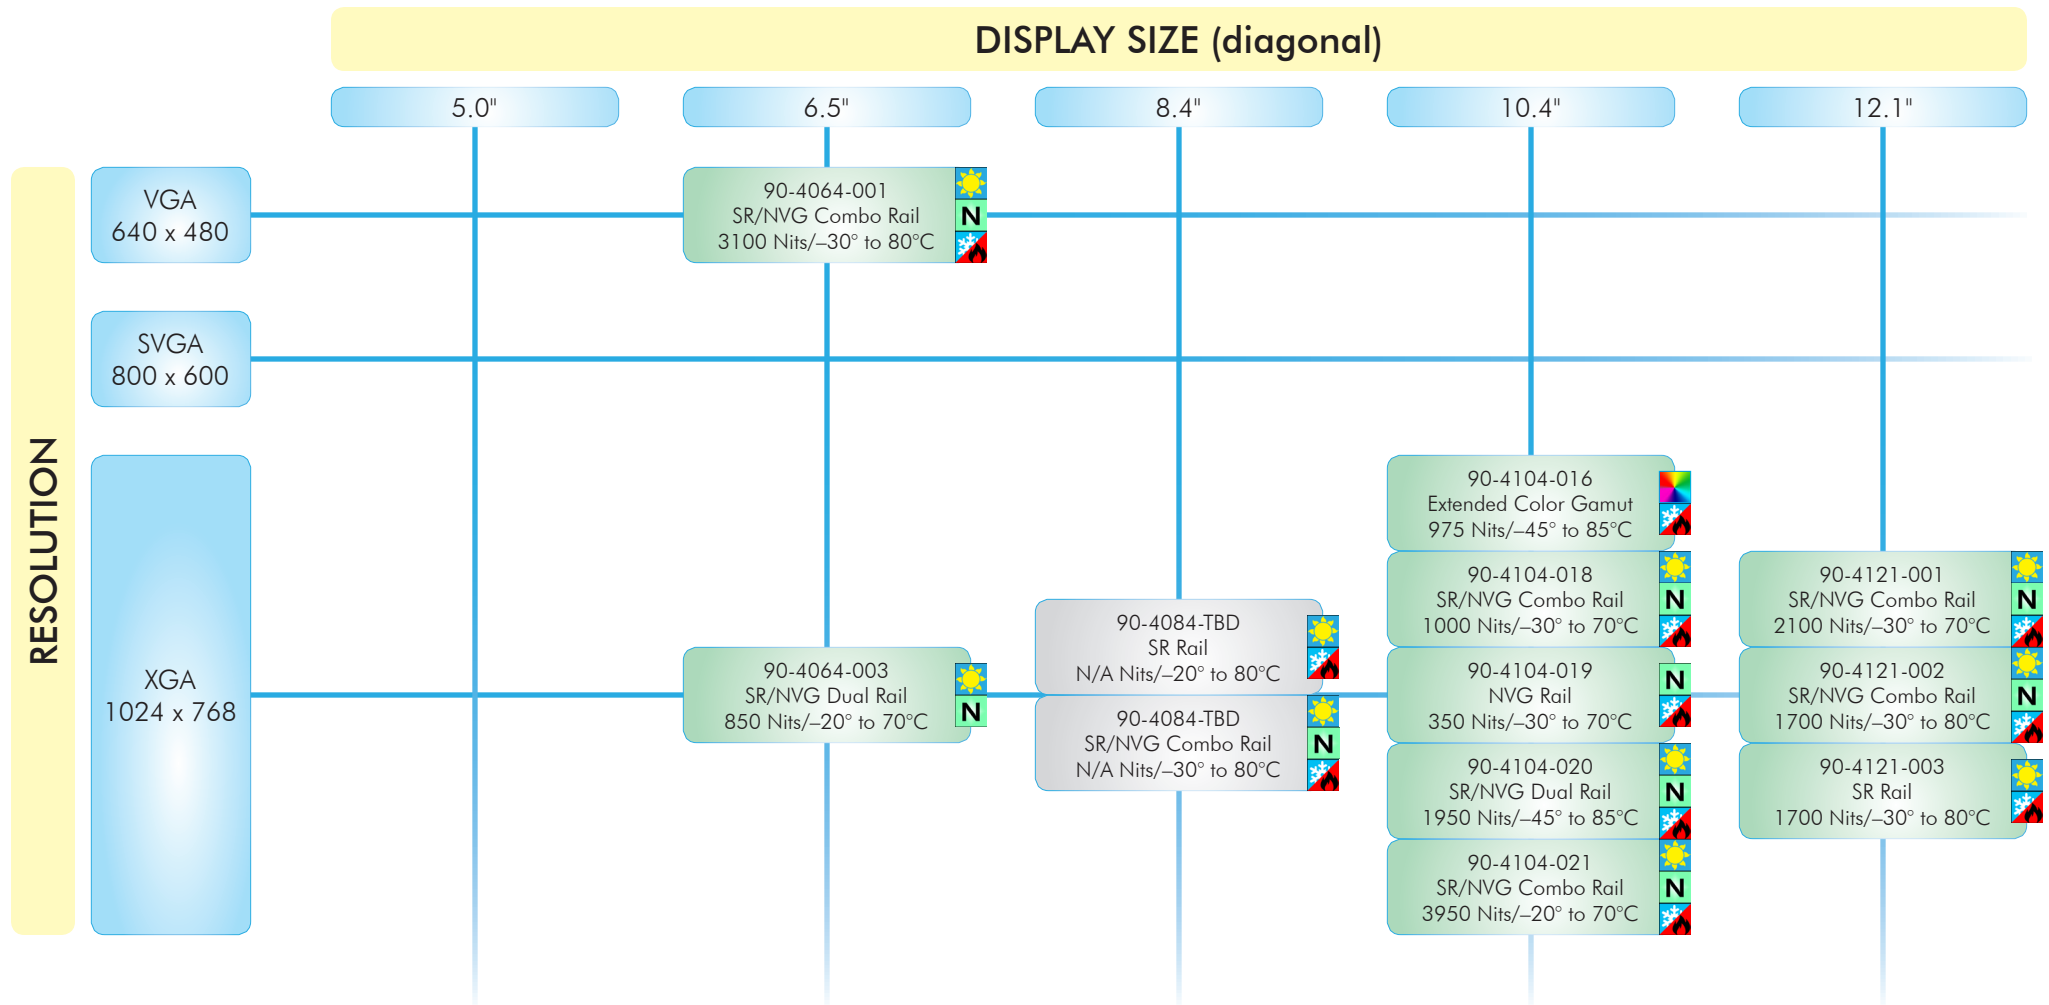 DISPLAY SIZE (diagonal)
5.0"
6.5"
8.4"
10.4"
12.1"
RESOLUTION
VGA
640 x 480
90-4064-001
SR/NVG Combo Rail
3100 Nits/–30° to 80°C
N
SVGA
800 x 600
XGA
1024 x 768
90-4064-003
SR/NVG Dual Rail
850 Nits/–20° to 70°C
N
90-4084-TBD
SR Rail
N/A Nits/–20° to 80°C
90-4084-TBD
SR/NVG Combo Rail
N/A Nits/–30° to 80°C
N
90-4104-016
Extended Color Gamut
975 Nits/–45° to 85°C
90-4104-018
SR/NVG Combo Rail
1000 Nits/–30° to 70°C
N
90-4104-019
NVG Rail
350 Nits/–30° to 70°C
N
90-4104-020
SR/NVG Dual Rail
1950 Nits/–45° to 85°C
N
90-4104-021
SR/NVG Combo Rail
3950 Nits/–20° to 70°C
N
90-4121-001
SR/NVG Combo Rail
2100 Nits/–30° to 70°C
N
90-4121-002
SR/NVG Combo Rail
1700 Nits/–30° to 80°C
N
90-4121-003
SR Rail
1700 Nits/–30° to 80°C